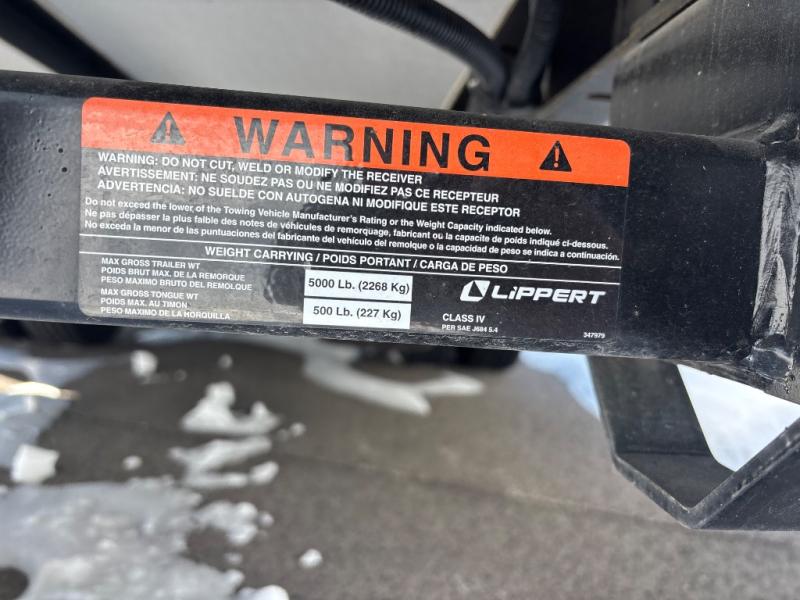 WARNING
WARNING: DO NOT CUT, WELD OR MODIFY THE RECEIVER
AVERTISSEMENT: NE SOUDEZ PAS OU NE MODIFIEZ PAS CE RECEPTEUR
ADVERTENCIA: NO SUELDE CON AUTOGENA NI MODIFIQUE ESTE RECEPTOR
Do not exceed the lower of the Towing Vehicle Manufacturer's Rating or the Weight Capacity indicated below.
Ne pas dépasser la plus faible des notes de véhicules de remorquage, fabricant ou la capacite de poids indiqué ci-dessous.
No exceda la menor de las puntuaciones del fabricante del vehículo del remolque o la capacidad de peso se indica a continuación.
WEIGHT CARRYING / POIDS PORTANT / CARGA DE PESO
MAX GROSS TRAILER WT
POIDS BRUT MAX. DE LA REMORQUE
PESO MAXIMO BRUTO DEL REMOLQUE
5000 Lb. (2268 Kg)
MAX GROSS TONGUE WT
POIDS MAX. AU TIMON
PESO MAXIMO DE LA HORQUILLA
500 Lb. (227 Kg)
LIPPERT
CLASS IV
PER SAE J684 5.4
347979